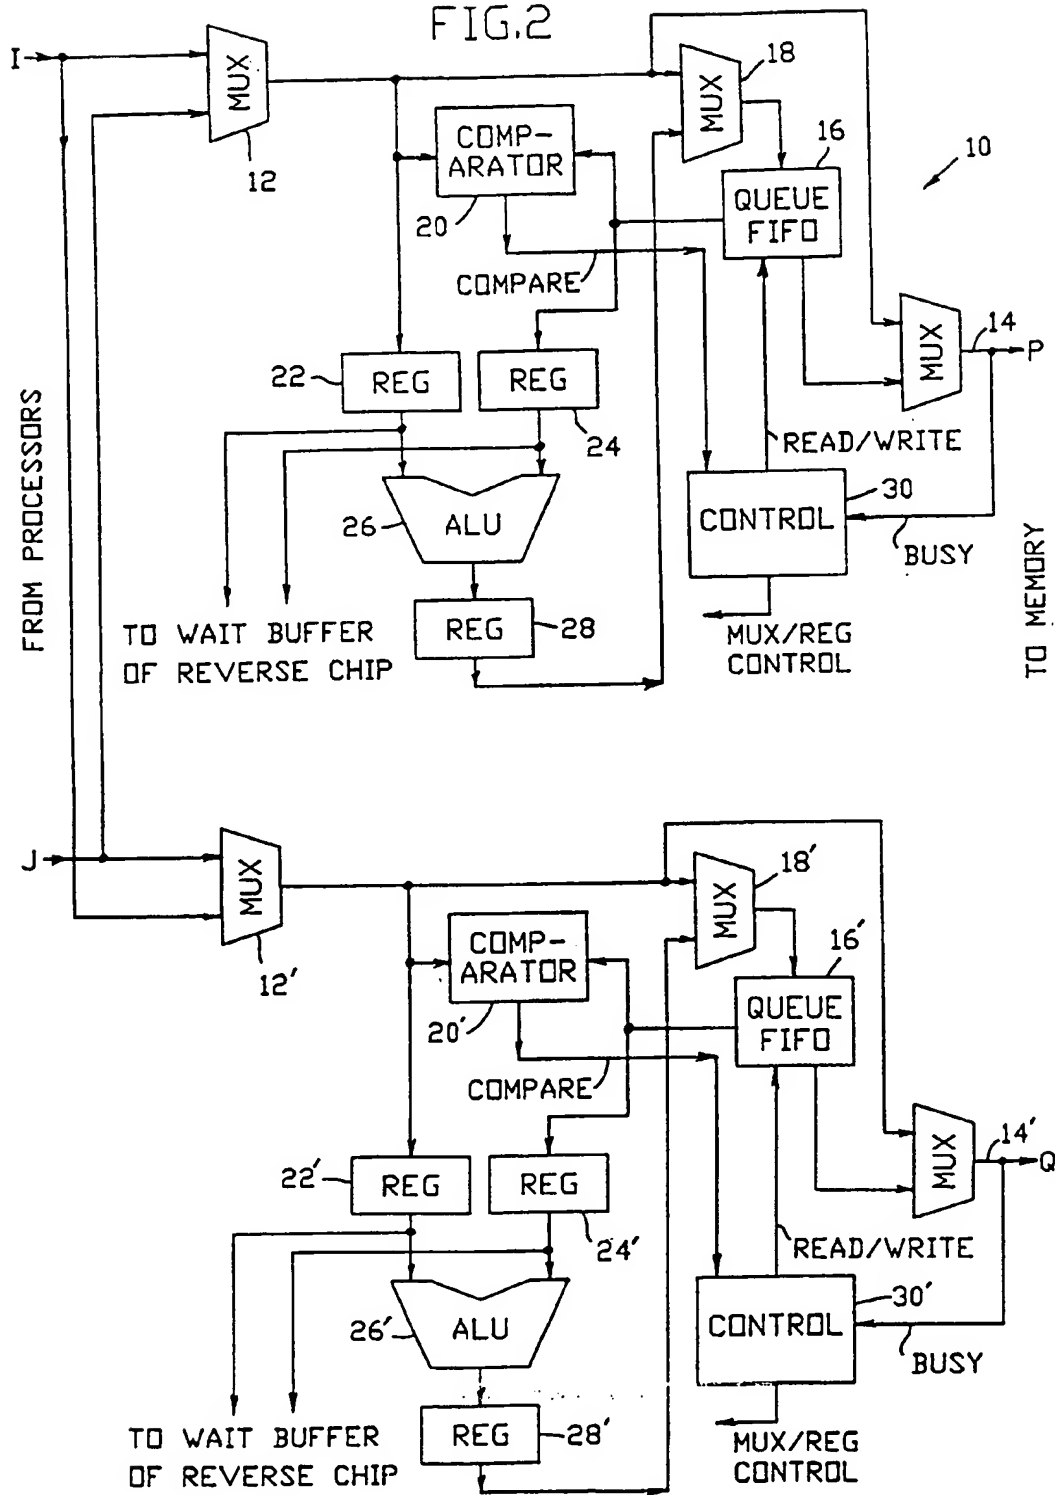 FIG.2
I
MUX
12
COMP-
ARATOR
20
MUX
18
16
10
QUEUE
FIFO
COMPARE
MUX
14
P
22
REG
REG
24
READ/WRITE
FROM PROCESSORS
26
ALU
CONTROL
30
BUSY
TO MEMORY
TO WAIT BUFFER
OF REVERSE CHIP
REG
28
MUX/REG
CONTROL
J
MUX
12'
COMP-
ARATOR
20'
MUX
18'
16'
QUEUE
FIFO
COMPARE
MUX
14'
Q
22'
REG
REG
24'
READ/WRITE
26'
ALU
CONTROL
30'
BUSY
TO WAIT BUFFER
OF REVERSE CHIP
REG
28'
MUX/REG
CONTROL